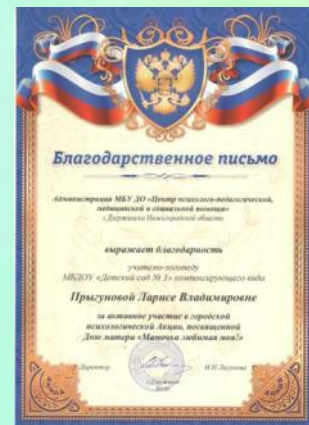 Благодарственное письмо
Администрация МБУ ДО «Центр психолого-педагогической,
медицинской и социальной помощи»
г.Дзержинска Нижегородской области
выражает благодарность
учителю-логопеду
МБДОУ «Детский сад № 3» компенсирующего вида
Прыгуновой Ларисе Владимировне
за активное участие в городской
психологической Акции, посвященной
Дню матери «Мамочка любимая моя!»
Директор
г.Дзержинск